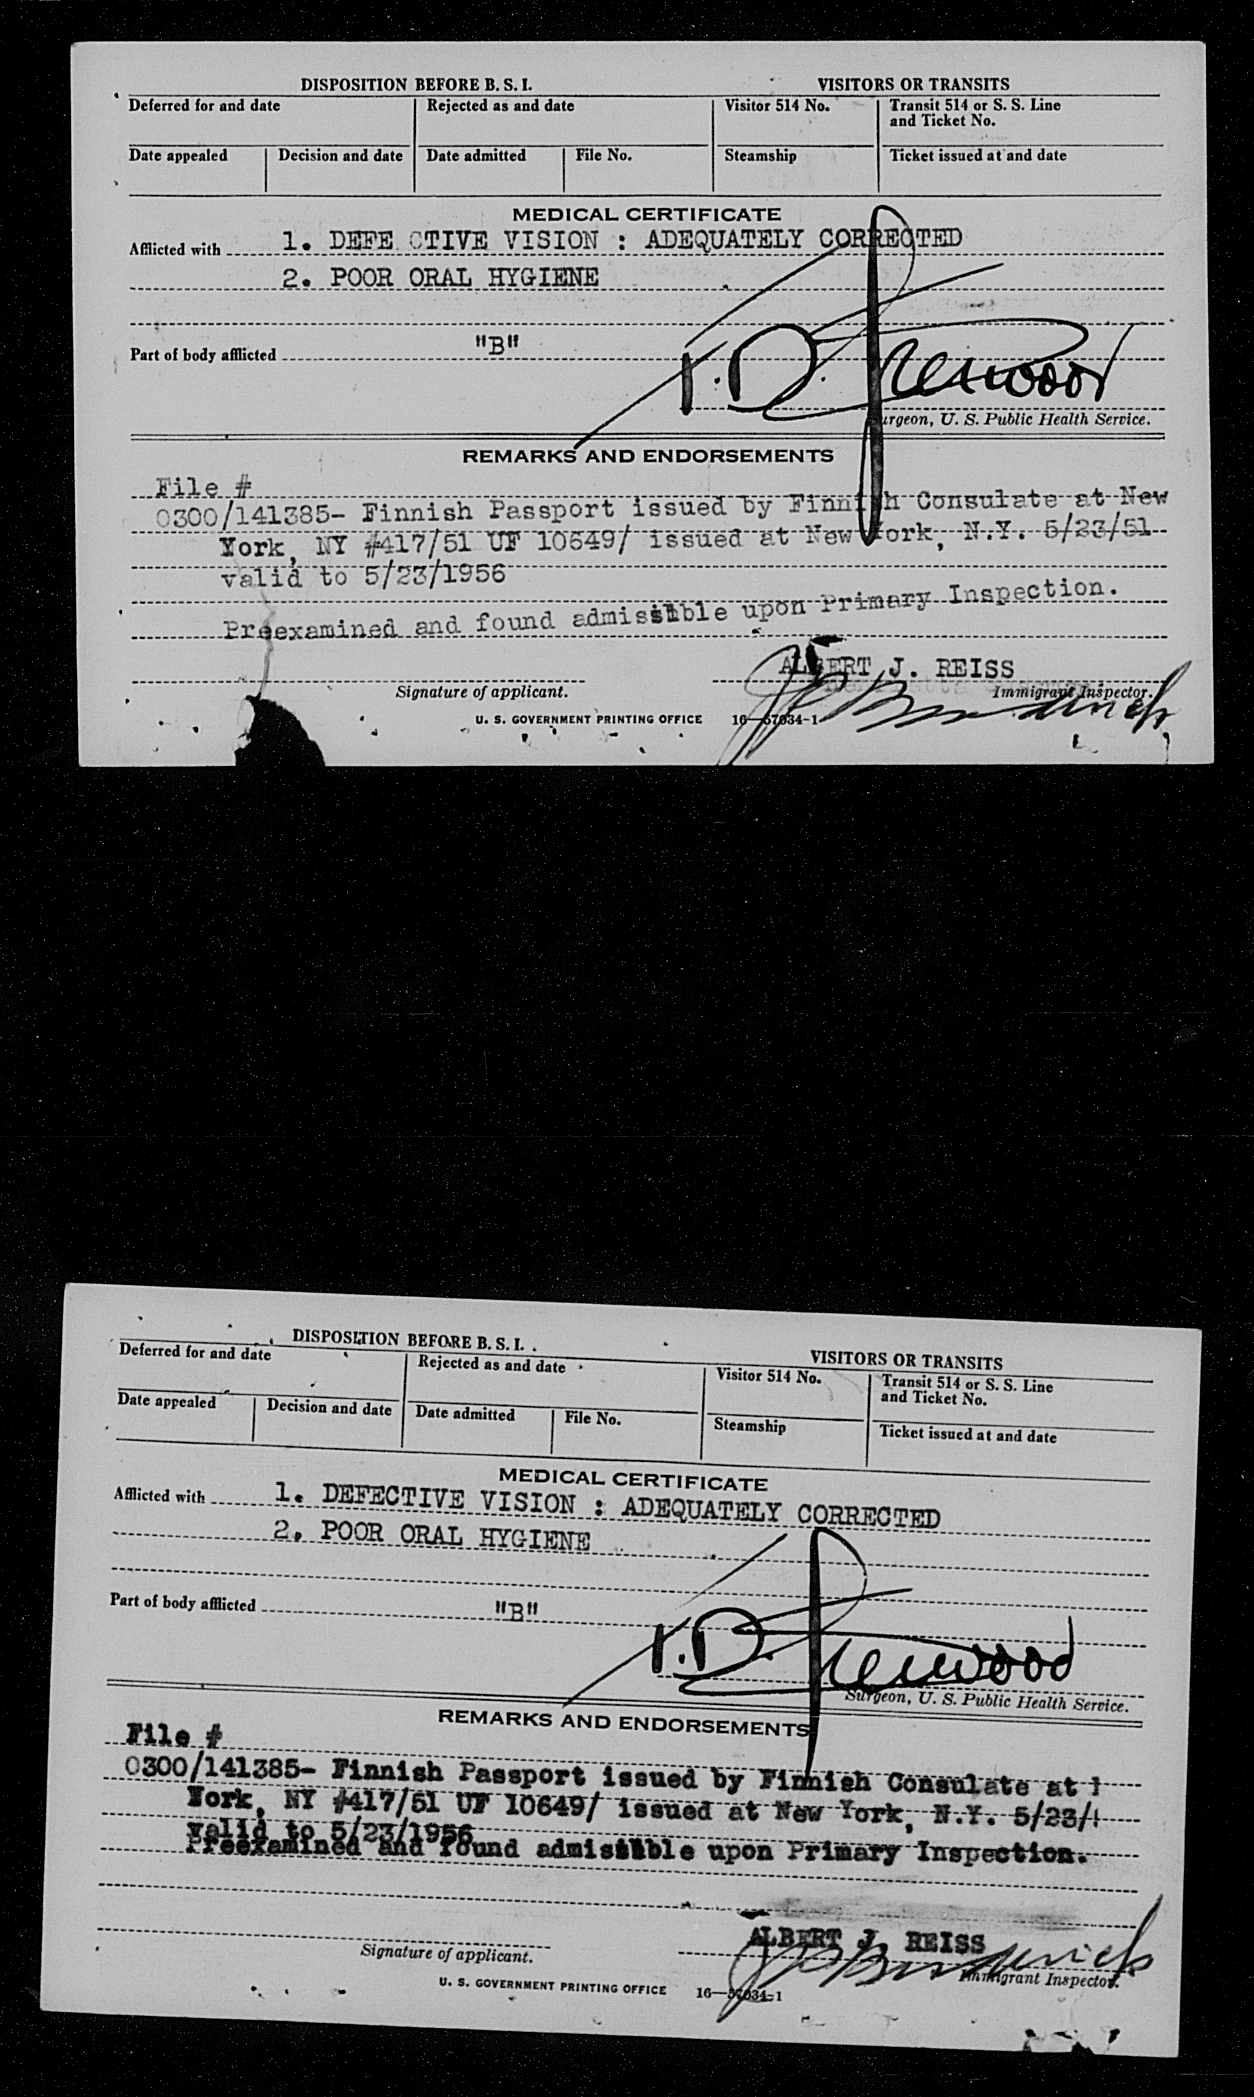 DISPOSITION BEFORE B. S. I. VISITORS OR TRANSITS
Deferred for and date Rejected as and date Visitor 514 No. Transit 514 or S. S. Line
and Ticket No.
Date appealed Decision and date Date admitted File No. Steamship Ticket issued at and date
MEDICAL CERTIFICATE
Afflicted with 1. DEFE CTIVE VISION : ADEQUATELY CORRECTED
2. POOR ORAL HYGIENE
Part of body afflicted "B"
Surgeon, U. S. Public Health Service.
REMARKS AND ENDORSEMENTS
File #
0300/141385- Finnish Passport issued by Finnish Consulate at New
York, NY #417/51 UF 10649/ issued at New York, N.Y. 5/23/51
valid to 5/23/1956
Preexamined and found admissible upon Primary Inspection.
ALBERT J. REISS
Signature of applicant. Immigrant Inspector.
U. S. GOVERNMENT PRINTING OFFICE 16—57034-1
DISPOSITION BEFORE B. S. I. VISITORS OR TRANSITS
Deferred for and date Rejected as and date Visitor 514 No. Transit 514 or S. S. Line
and Ticket No.
Date appealed Decision and date Date admitted File No. Steamship Ticket issued at and date
MEDICAL CERTIFICATE
Afflicted with 1. DEFECTIVE VISION : ADEQUATELY CORRECTED
2. POOR ORAL HYGIENE
Part of body afflicted "B"
Surgeon, U. S. Public Health Service.
REMARKS AND ENDORSEMENTS
File #
0300/141385- Finnish Passport issued by Finnish Consulate at
York, NY #417/51 UF 10649/ issued at New York, N.Y. 5/23/
valid to 5/23/1956
Preexamined and found admissible upon Primary Inspection.
ALBERT J. REISS
Signature of applicant. Immigrant Inspector.
U. S. GOVERNMENT PRINTING OFFICE 16—57034-1